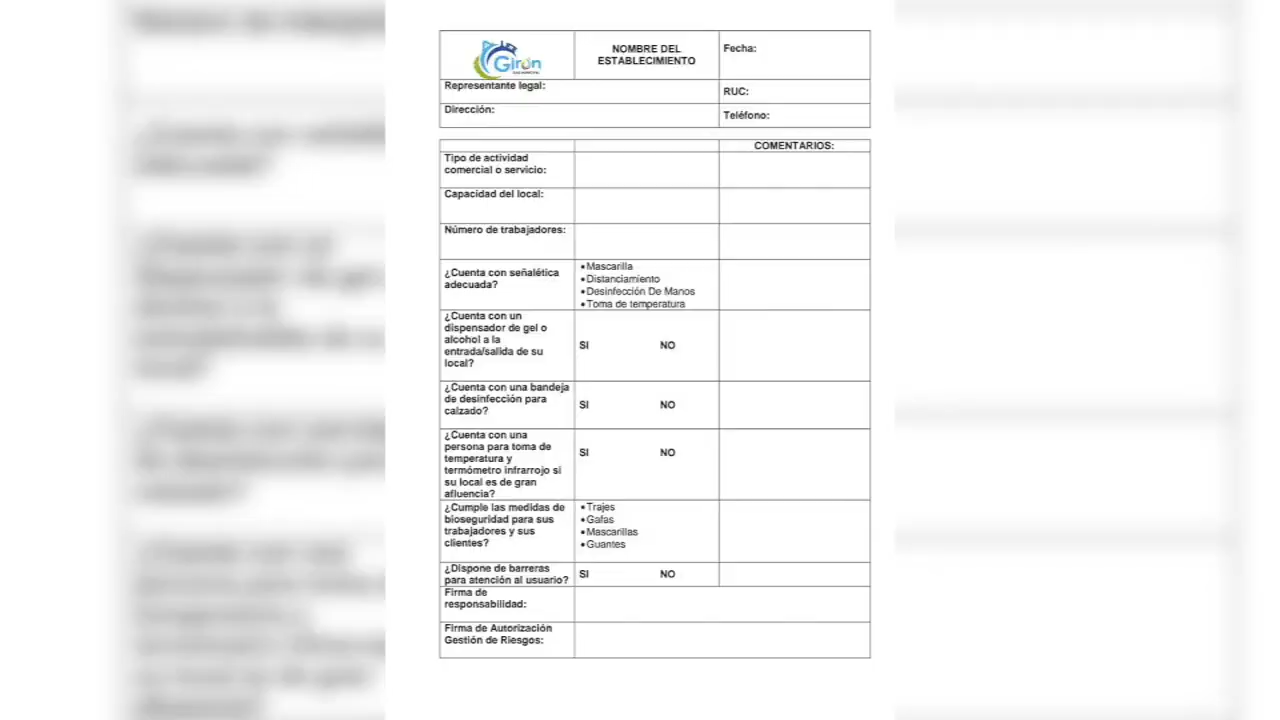 Girón
NOMBRE DEL
ESTABLECIMIENTO
Fecha:
Representante legal:
RUC:
Dirección:
Teléfono:
COMENTARIOS:
Tipo de actividad
comercial o servicio:
Capacidad del local:
Número de trabajadores:
¿Cuenta con señalética
adecuada?
•Mascarilla
•Distanciamiento
•Desinfección De Manos
•Toma de temperatura
¿Cuenta con un
dispensador de gel o
alcohol a la
entrada/salida de su
local?
SI NO
¿Cuenta con una bandeja
de desinfección para
calzado?
SI NO
¿Cuenta con una
persona para toma de
temperatura y
termómetro infrarrojo si
su local es de gran
afluencia?
SI NO
¿Cumple las medidas de
bioseguridad para sus
trabajadores y sus
clientes?
•Trajes
•Gafas
•Mascarillas
•Guantes
¿Dispone de barreras
para atención al usuario?
SI NO
Firma de
responsabilidad:
Firma de Autorización
Gestión de Riesgos: